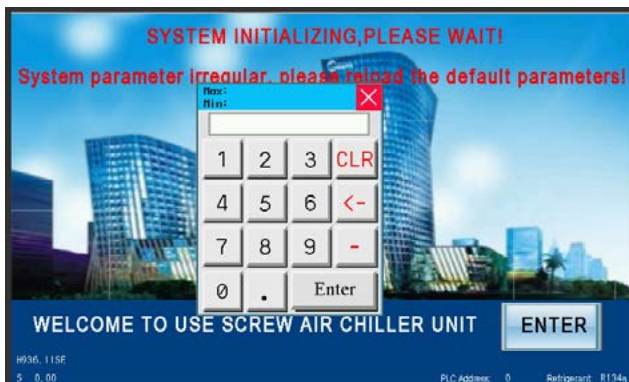 SYSTEM INITIALIZING,PLEASE WAIT!
System parameter irregular, please reload the default parameters!
Max:
Min:
1 2 3 CLR
4 5 6 <-
7 8 9 -
0 . Enter
WELCOME TO USE SCREW AIR CHILLER UNIT
ENTER
H936.11SE
S 0.00
PLC Address: 0 Refrigerant: R134a